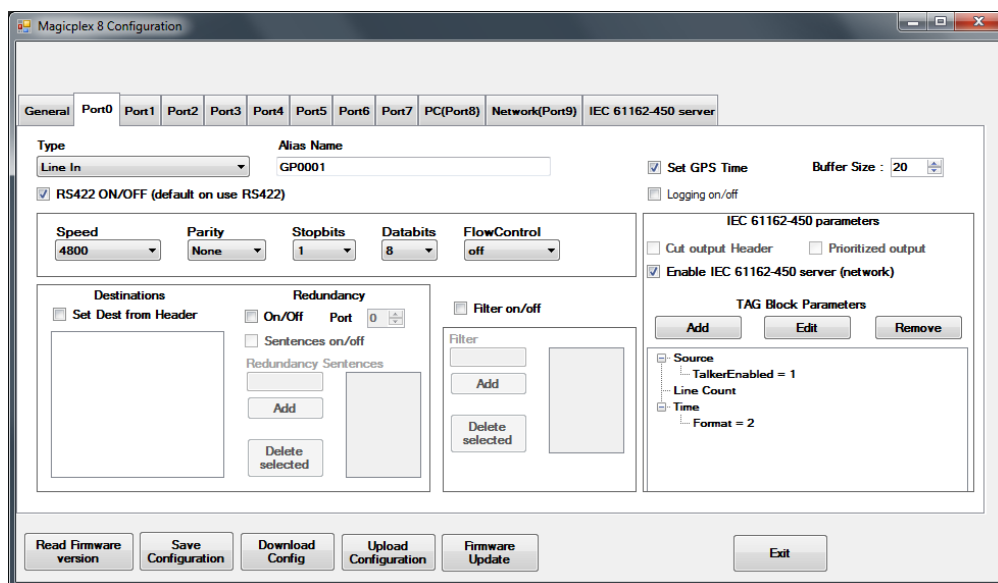 Magicplex 8 Configuration
General Port0 Port1 Port2 Port3 Port4 Port5 Port6 Port7 PC(Port8) Network(Port9) IEC 61162-450 server
Type Alias Name
Line In GP0001 Set GPS Time Buffer Size : 20
RS422 ON/OFF (default on use RS422) Logging on/off
IEC 61162-450 parameters
Speed Parity Stopbits Databits FlowControl
4800 None 1 8 off
Cut output Header Prioritized output
Enable IEC 61162-450 server (network)
Destinations Redundancy
Set Dest from Header On/Off Port 0
Sentences on/off
Redundancy Sentences
Add
Delete
selected
Filter on/off
Filter
Add
Delete
selected
TAG Block Parameters
Add Edit Remove
Source
TalkerEnabled = 1
Line Count
Time
Format = 2
Read Firmware
version
Save
Configuration
Download
Config
Upload
Configuration
Firmware
Update
Exit